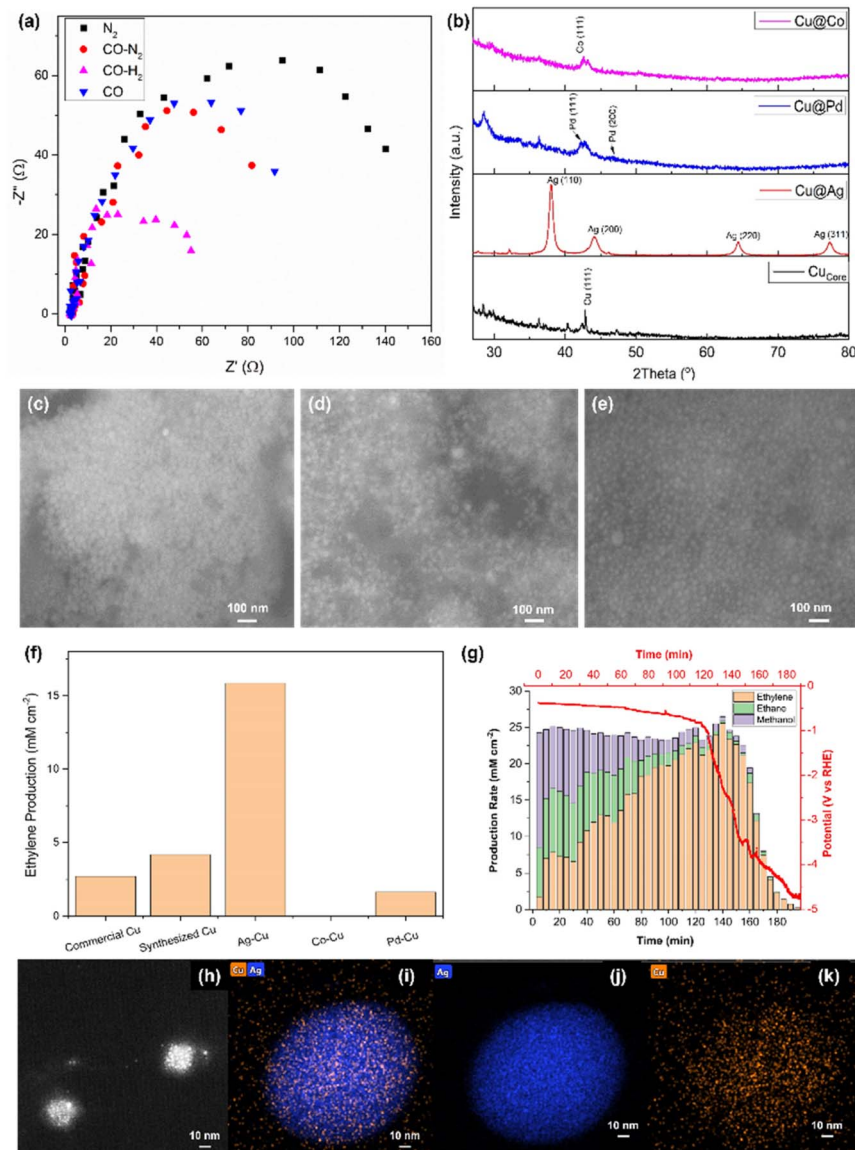 (a)
N₂
CO-N₂
CO-H₂
CO
-Z" (Ω)
60
40
20
0
0 20 40 60 80 100 120 140 160
Z' (Ω)
(b)
Cu@Co
Co (111)
Cu@Pd
Pd (111)
Pd (200)
Cu@Ag
Ag (110)
Ag (200)
Ag (220)
Ag (311)
Cu_Core
Cu (111)
Intensity (a.u.)
30 40 50 60 70 80
2Theta (°)
(c)
100 nm
(d)
100 nm
(e)
100 nm
(f)
Ethylene Production (mM cm⁻²)
15
10
5
0
Commercial Cu
Synthesized Cu
Ag-Cu
Co-Cu
Pd-Cu
(g)
Time (min)
0 20 40 60 80 100 120 140 160 180
Ethylene
Ethane
Methanol
Production Rate (mM cm⁻²)
30
25
20
15
10
5
0
0
-1
-2
-3
-4
-5
Potential (V vs RHE)
0 20 40 60 80 100 120 140 160 180
Time (min)
(h)
10 nm
Cu Ag
(i)
10 nm
Ag
(j)
10 nm
Cu
(k)
10 nm